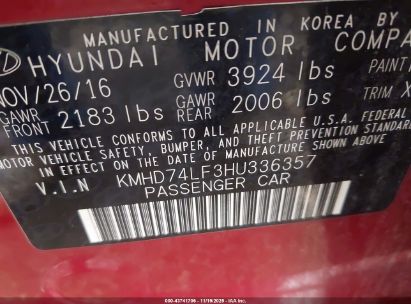 MANUFACTURED IN KOREA BY
HYUNDAI MOTOR COMPA
NOV/26/16 GVWR 3924 lbs PAINT
GAWR FRONT 2183 lbs GAWR REAR 2006 lbs TRIM X
THIS VEHICLE CONFORMS TO ALL APPLICABLE U.S.A. FEDERAL
MOTOR VEHICLE SAFETY, BUMPER, AND THEFT PREVENTION STANDARDS
IN EFFECT ON THE DATE OF MANUFACTURE SHOWN ABOVE.
V.I.N KMHD74LF3HU336357
PASSENGER CAR